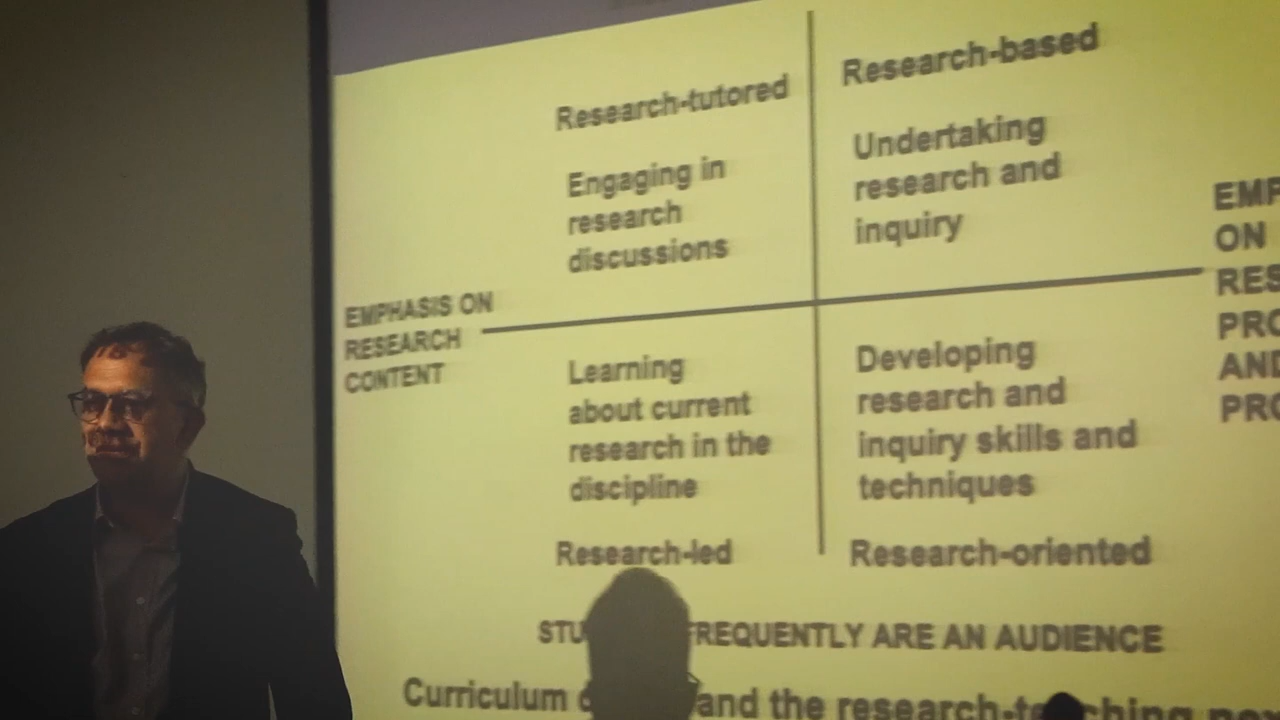 Research-tutored
Engaging in
research
discussions
Research-based
Undertaking
research and
inquiry
EMPHASIS ON
RESEARCH
CONTENT
EMP
ON
RES
PRO
AND
PRO
Learning
about current
research in the
discipline
Research-led
Developing
research and
inquiry skills and
techniques
Research-oriented
STU FREQUENTLY ARE AN AUDIENCE
Curriculum and the research-teaching